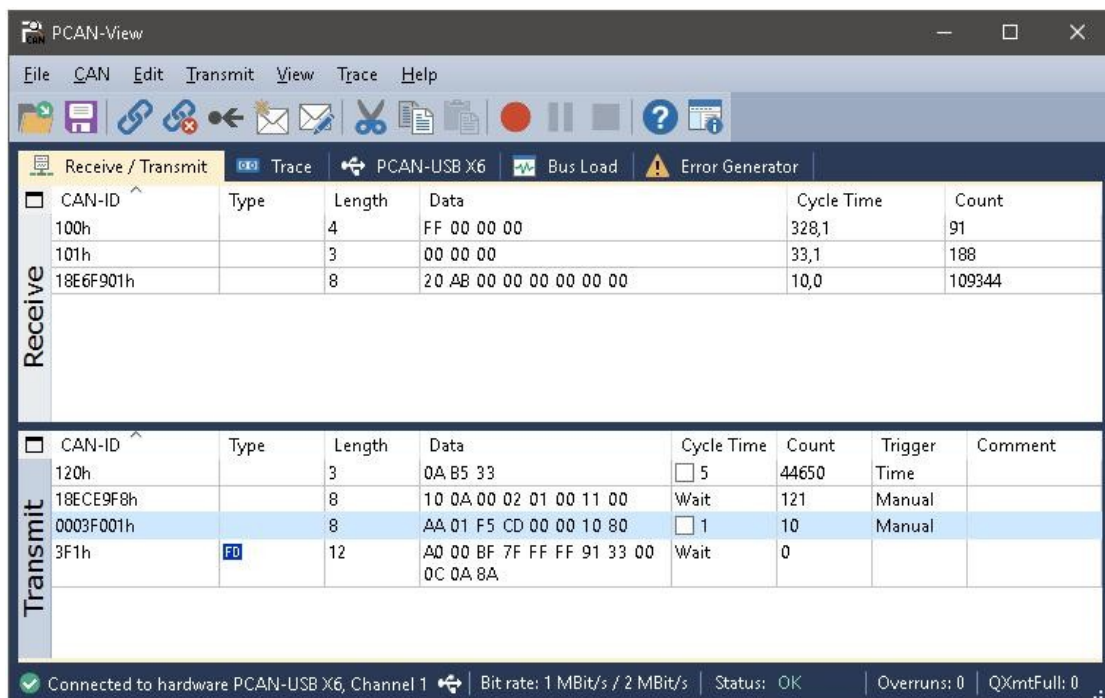 PCAN-View
File CAN Edit Transmit View Trace Help
Receive / Transmit Trace PCAN-USB X6 Bus Load Error Generator
CAN-ID Type Length Data Cycle Time Count
100h 4 FF 00 00 00 328,1 91
101h 3 00 00 00 33,1 188
18E6F901h 8 20 AB 00 00 00 00 00 00 10,0 109344
Receive
CAN-ID Type Length Data Cycle Time Count Trigger Comment
120h 3 0A B5 33 5 44650 Time
18ECE9F8h 8 10 0A 00 02 01 00 11 00 Wait 121 Manual
0003F001h 8 AA 01 F5 CD 00 00 10 80 1 10 Manual
3F1h FD 12 A0 00 BF 7F FF FF 91 33 00 Wait 0
0C 0A 8A
Transmit
Connected to hardware PCAN-USB X6, Channel 1 Bit rate: 1 MBit/s / 2 MBit/s Status: OK Overruns: 0 QXmtFull: 0